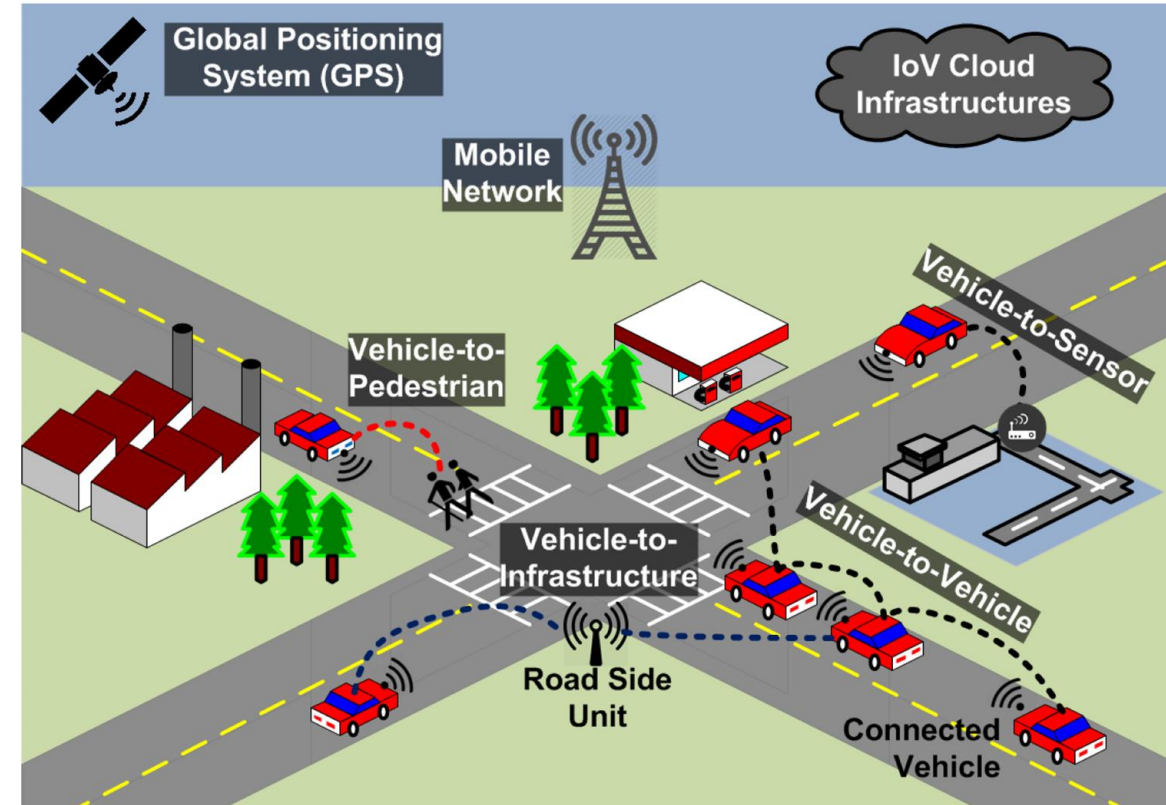 Global Positioning
System (GPS)
IoV Cloud
Infrastructures
Mobile
Network
Vehicle-to-Sensor
Vehicle-to-
Pedestrian
Vehicle-to-Vehicle
Vehicle-to-
Infrastructure
Road Side
Unit
Connected
Vehicle